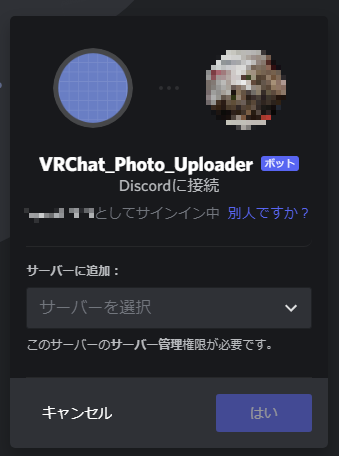 VRChat_Photo_Uploader ボット
Discordに接続
としてサインイン中 別人ですか？
サーバーに追加：
サーバーを選択
このサーバーのサーバー管理権限が必要です。
キャンセル はい